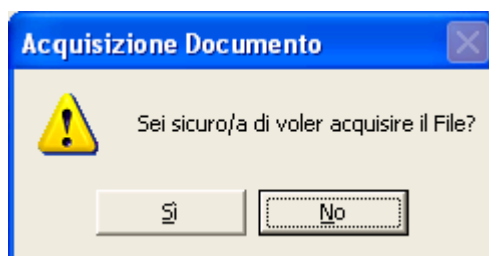 Acquisizione Documento
Sei sicuro/a di voler acquisire il File?
Sì No